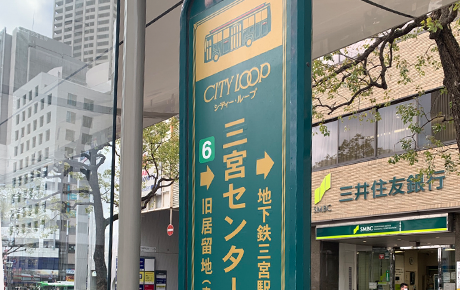 CITY LOOP
シティー・ループ
6
三宮センター
→ 地下鉄三宮駅
→ 旧居留地(
三井住友銀行
SMBC
SMBC